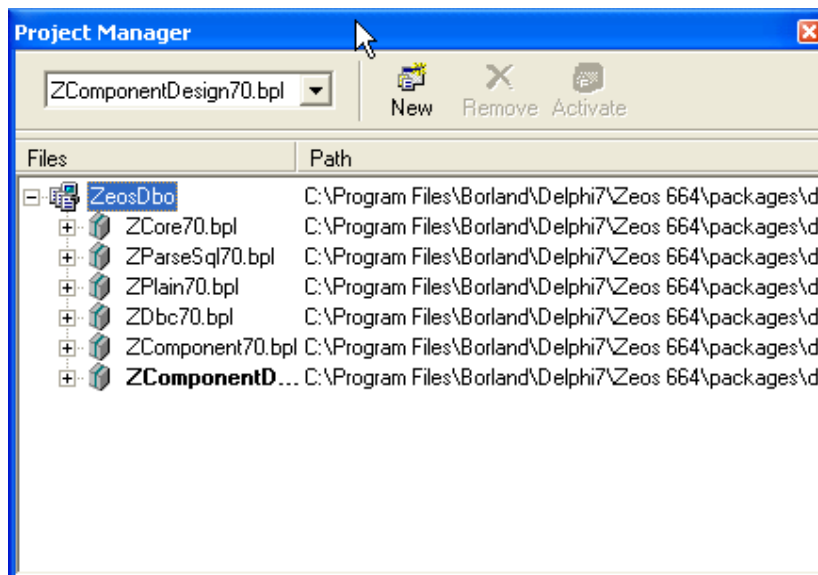 Project Manager
ZComponentDesign70.bpl New Remove Activate
Files Path
ZeosDbo C:\Program Files\Borland\Delphi7\Zeos 664\packages\d
ZCore70.bpl C:\Program Files\Borland\Delphi7\Zeos 664\packages\d
ZParseSql70.bpl C:\Program Files\Borland\Delphi7\Zeos 664\packages\d
ZPlain70.bpl C:\Program Files\Borland\Delphi7\Zeos 664\packages\d
ZDbc70.bpl C:\Program Files\Borland\Delphi7\Zeos 664\packages\d
ZComponent70.bpl C:\Program Files\Borland\Delphi7\Zeos 664\packages\d
ZComponentD... C:\Program Files\Borland\Delphi7\Zeos 664\packages\d